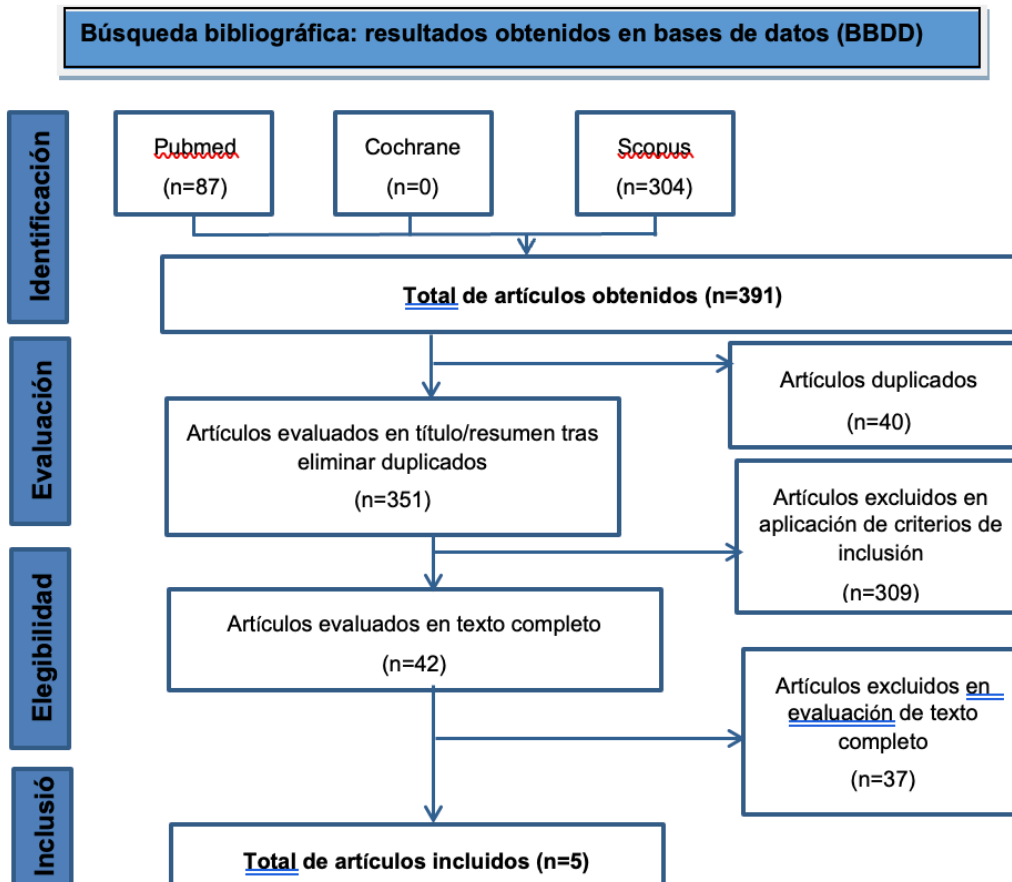 Búsqueda bibliográfica: resultados obtenidos en bases de datos (BBDD)
Identificación
Pubmed
(n=87)
Cochrane
(n=0)
Scopus
(n=304)
Total de artículos obtenidos (n=391)
Evaluación
Artículos duplicados
(n=40)
Artículos evaluados en título/resumen tras
eliminar duplicados
(n=351)
Artículos excluidos en
aplicación de criterios de
inclusión
(n=309)
Elegibilidad
Artículos evaluados en texto completo
(n=42)
Artículos excluidos en
evaluación de texto
completo
(n=37)
Inclusió
Total de artículos incluidos (n=5)